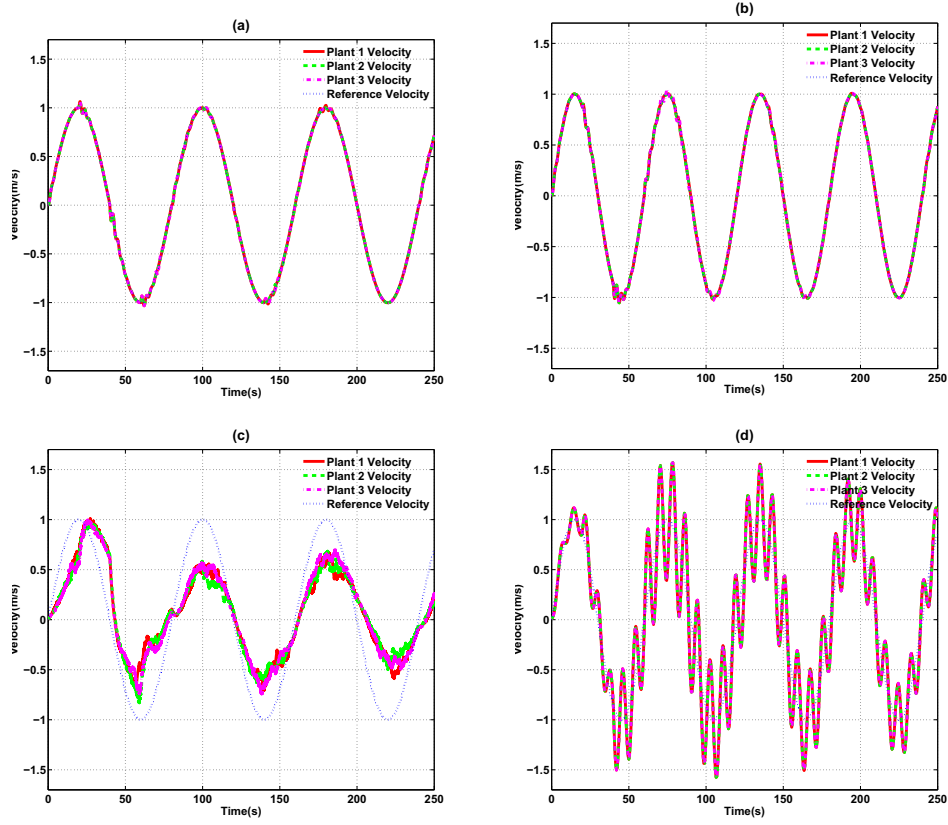 (a)
Plant 1 Velocity
Plant 2 Velocity
Plant 3 Velocity
Reference Velocity
1.5
1
0.5
0
−0.5
−1
−1.5
Velocity(m/s)
0 50 100 150 200 250
Time(s)
(b)
Plant 1 Velocity
Plant 2 Velocity
Plant 3 Velocity
Reference Velocity
1.5
1
0.5
0
−0.5
−1
−1.5
Velocity(m/s)
0 50 100 150 200 250
Time(s)
(c)
Plant 1 Velocity
Plant 2 Velocity
Plant 3 Velocity
Reference Velocity
1.5
1
0.5
0
−0.5
−1
−1.5
Velocity(m/s)
0 50 100 150 200 250
Time(s)
(d)
Plant 1 Velocity
Plant 2 Velocity
Plant 3 Velocity
Reference Velocity
1.5
1
0.5
0
−0.5
−1
−1.5
Velocity(m/s)
0 50 100 150 200 250
Time(s)